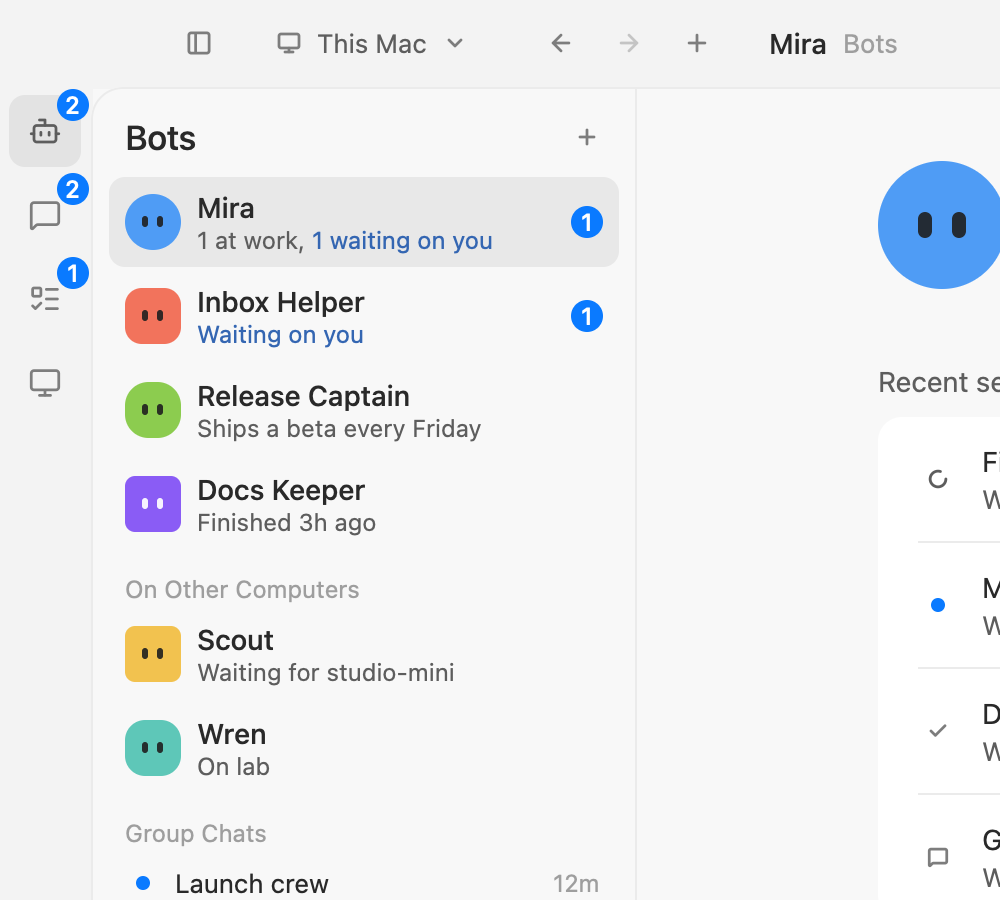 This Mac
Mira Bots
2
2
1
Bots
Mira
1 at work, 1 waiting on you
1
Inbox Helper
Waiting on you
1
Release Captain
Ships a beta every Friday
Docs Keeper
Finished 3h ago
On Other Computers
Scout
Waiting for studio-mini
Wren
On lab
Group Chats
Launch crew
12m
Recent